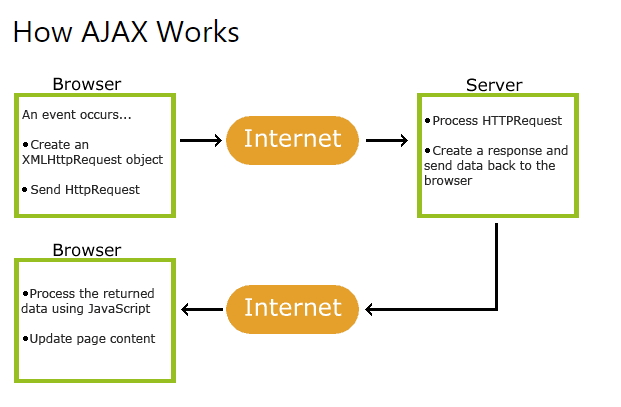 How AJAX Works
Browser
An event occurs...
•Create an
XMLHttpRequest object
• Send HttpRequest
Internet
Server
•Process HTTPRequest
•Create a response and
send data back to the
browser
Browser
•Process the returned
data using JavaScript
•Update page content
Internet